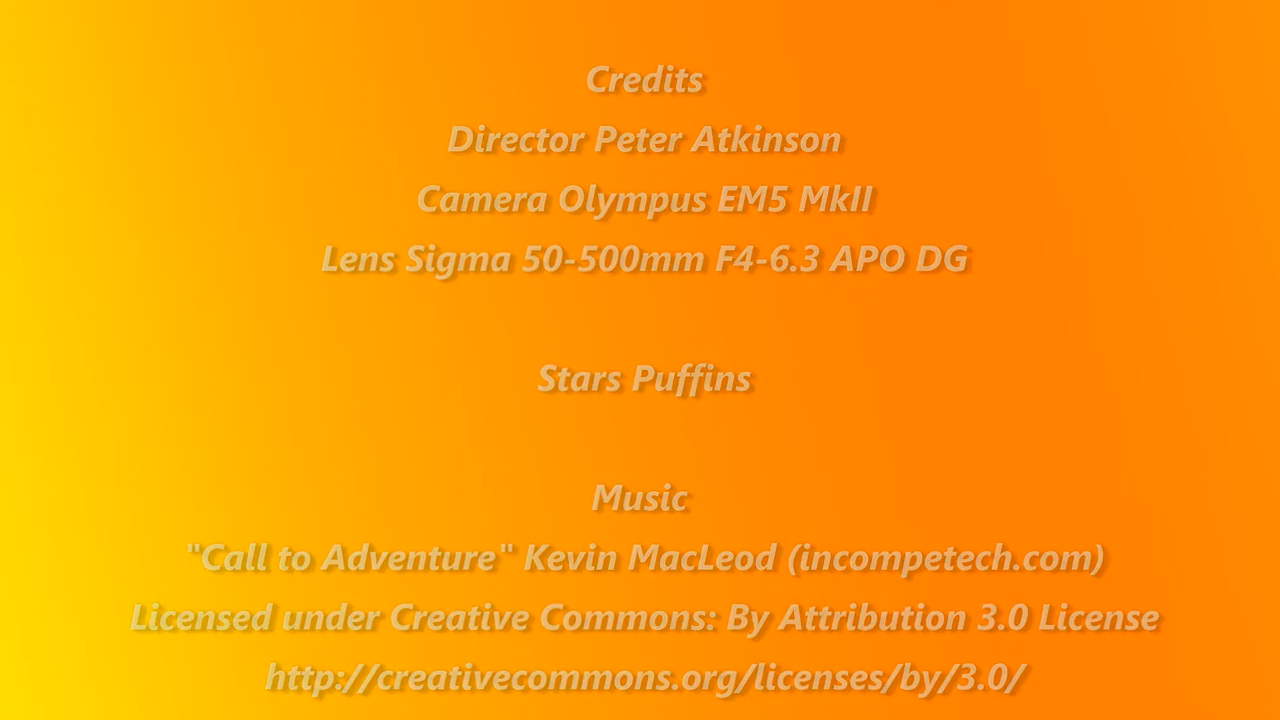 Credits
Director Peter Atkinson
Camera Olympus EM5 MkII
Lens Sigma 50-500mm F4-6.3 APO DG
Stars Puffins
Music
"Call to Adventure" Kevin MacLeod (incompetech.com)
Licensed under Creative Commons: By Attribution 3.0 License
http://creativecommons.org/licenses/by/3.0/